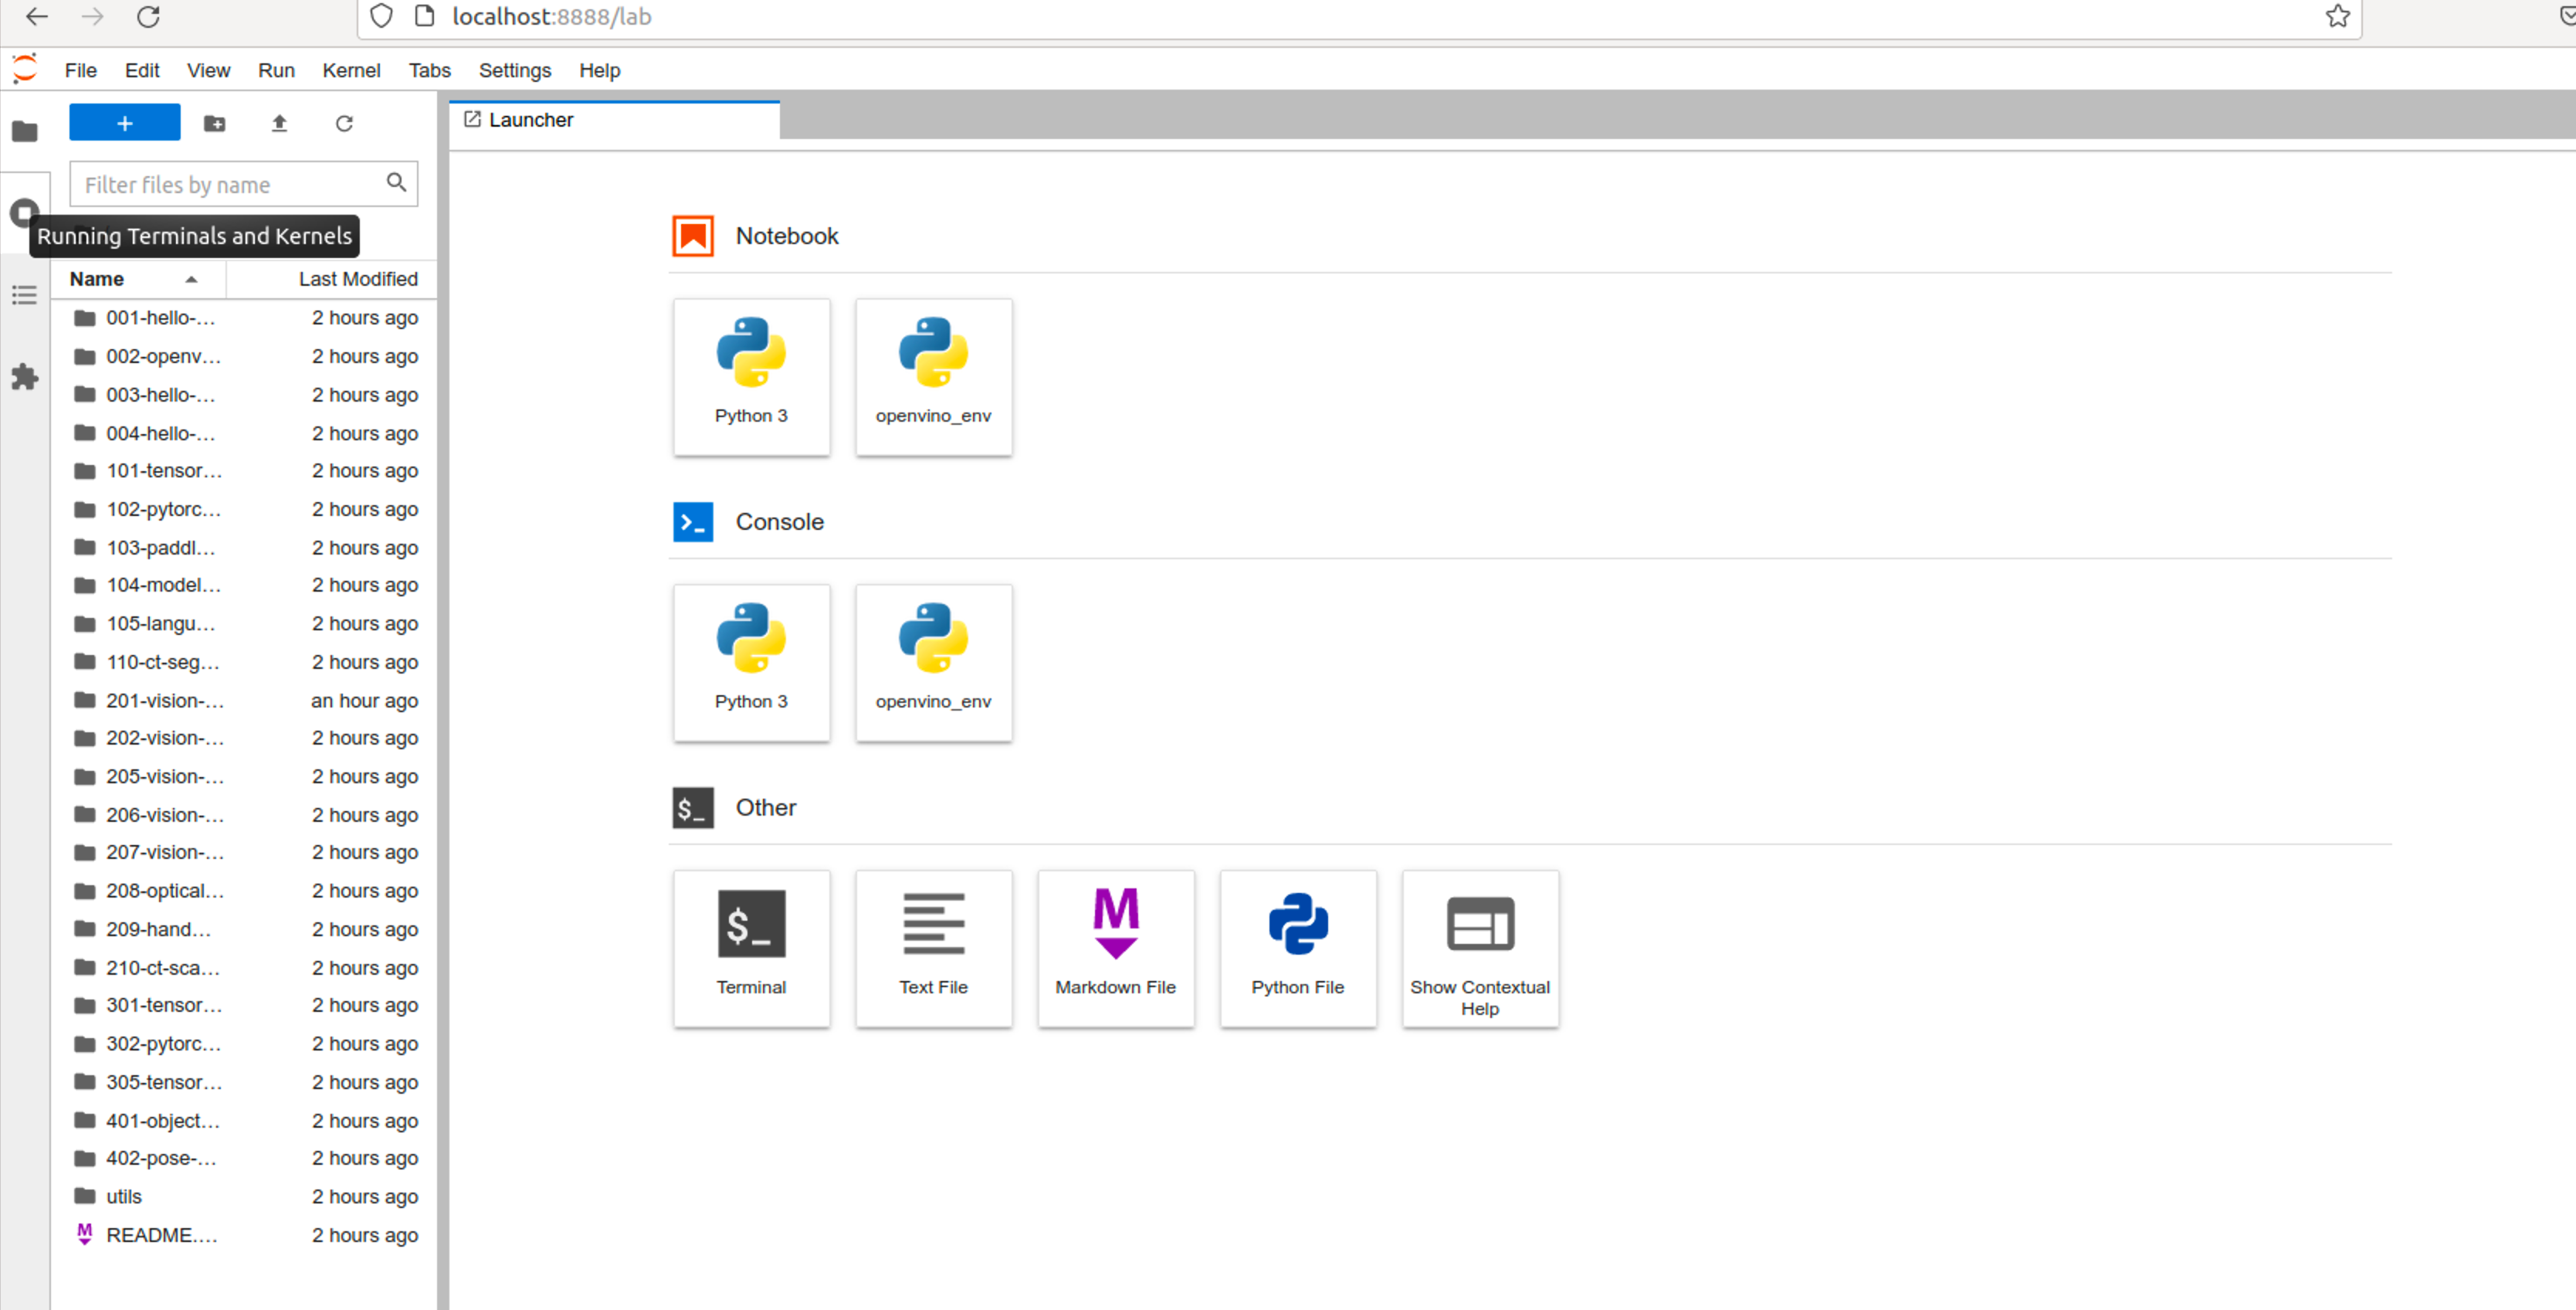 localhost:8888/lab
File Edit View Run Kernel Tabs Settings Help
+
Launcher
Filter files by name
Running Terminals and Kernels
Name Last Modified
001-hello-... 2 hours ago
002-openv... 2 hours ago
003-hello-... 2 hours ago
004-hello-... 2 hours ago
101-tensor... 2 hours ago
102-pytorc... 2 hours ago
103-paddl... 2 hours ago
104-model... 2 hours ago
105-langu... 2 hours ago
110-ct-seg... 2 hours ago
201-vision-... an hour ago
202-vision-... 2 hours ago
205-vision-... 2 hours ago
206-vision-... 2 hours ago
207-vision-... 2 hours ago
208-optical... 2 hours ago
209-hand... 2 hours ago
210-ct-sca... 2 hours ago
301-tensor... 2 hours ago
302-pytorc... 2 hours ago
305-tensor... 2 hours ago
401-object... 2 hours ago
402-pose-... 2 hours ago
utils 2 hours ago
M README.... 2 hours ago
Notebook
Python 3 openvino_env
>_ Console
Python 3 openvino_env
$_ Other
$_ M
Terminal Text File Markdown File Python File Show Contextual
Help